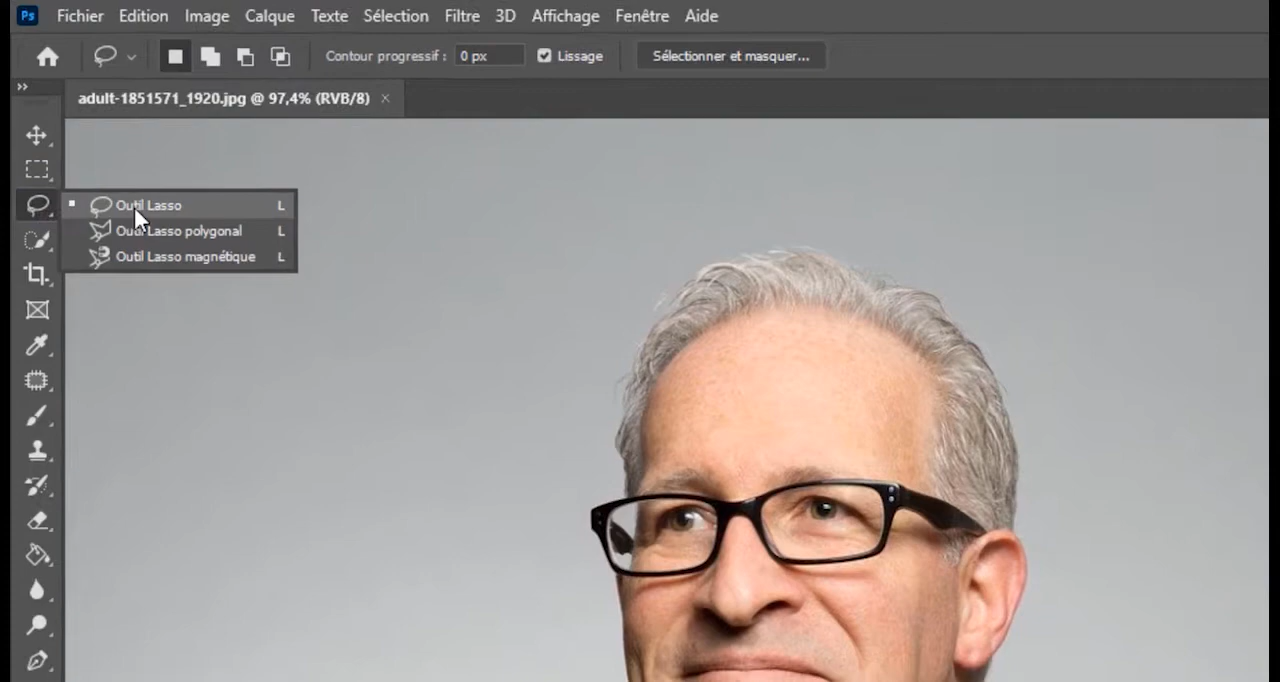 Ps Fichier Edition Image Calque Texte Sélection Filtre 3D Affichage Fenêtre Aide
Contour progressif : 0 px Lissage Sélectionner et masquer...
adult-1851571_1920.jpg @ 97,4% (RVB/8) ×
Outil Lasso L
Outil Lasso polygonal L
Outil Lasso magnétique L